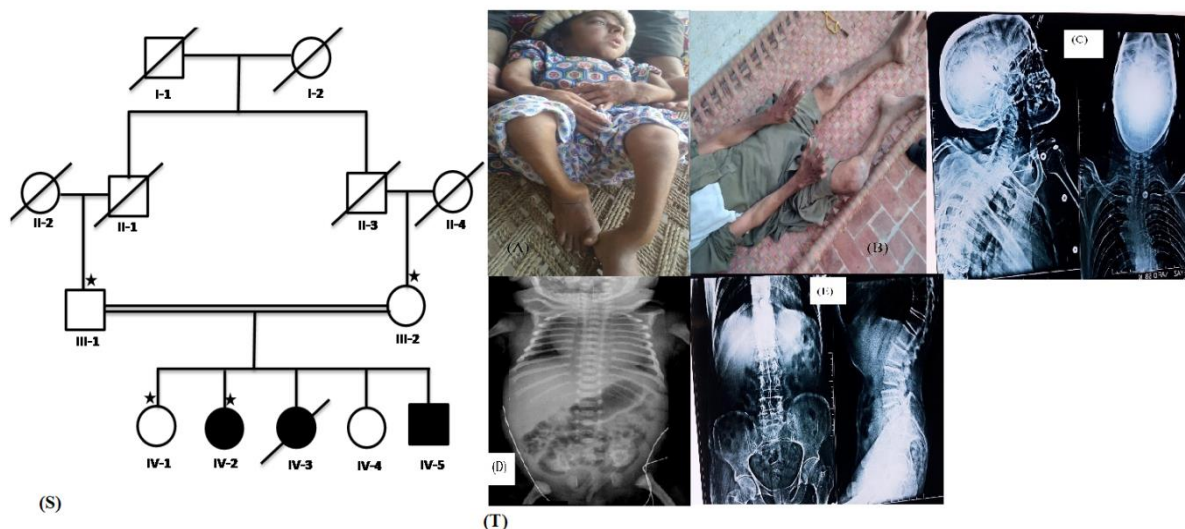 I-1
I-2
II-2
II-1
II-3
II-4
III-1
III-2
IV-1
IV-2
IV-3
IV-4
IV-5
(S)
(A)
(B)
(C)
(D)
(E)
(T)